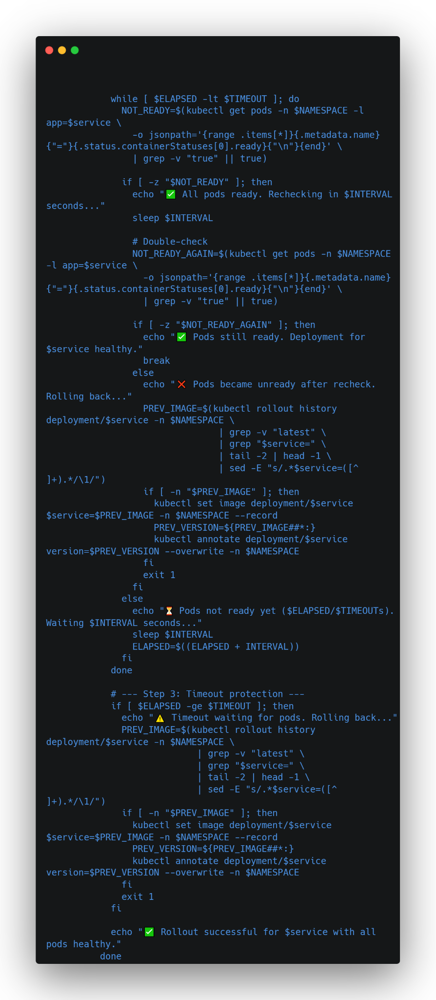 while [ $ELAPSED -lt $TIMEOUT ]; do
NOT_READY=$(kubectl get pods -n $NAMESPACE -l
app=$service \
-o jsonpath='{range .items[*]}{.metadata.name}
{"="}{.status.containerStatuses[0].ready}{"\n"}{end}' \
| grep -v "true" || true)
if [ -z "$NOT_READY" ]; then
echo "✅ All pods ready. Rechecking in $INTERVAL
seconds..."
sleep $INTERVAL
# Double-check
NOT_READY_AGAIN=$(kubectl get pods -n $NAMESPACE
-l app=$service \
-o jsonpath='{range .items[*]}{.metadata.name}
{"="}{.status.containerStatuses[0].ready}{"\n"}{end}' \
| grep -v "true" || true)
if [ -z "$NOT_READY_AGAIN" ]; then
echo "✅ Pods still ready. Deployment for
$service healthy."
break
else
echo "❌ Pods became unready after recheck.
Rolling back..."
PREV_IMAGE=$(kubectl rollout history
deployment/$service -n $NAMESPACE \
| grep -v "latest" \
| grep "$service=" \
| tail -2 | head -1 \
| sed -E "s/.*$service=([^
]+).*/\1/")
if [ -n "$PREV_IMAGE" ]; then
kubectl set image deployment/$service
$service=$PREV_IMAGE -n $NAMESPACE --record
PREV_VERSION=${PREV_IMAGE##*:}
kubectl annotate deployment/$service
version=$PREV_VERSION --overwrite -n $NAMESPACE
fi
exit 1
fi
else
echo "⏳ Pods not ready yet ($ELAPSED/$TIMEOUTs).
Waiting $INTERVAL seconds..."
sleep $INTERVAL
ELAPSED=$((ELAPSED + INTERVAL))
fi
done
# --- Step 3: Timeout protection ---
if [ $ELAPSED -ge $TIMEOUT ]; then
echo "⚠️ Timeout waiting for pods. Rolling back..."
PREV_IMAGE=$(kubectl rollout history
deployment/$service -n $NAMESPACE \
| grep -v "latest" \
| grep "$service=" \
| tail -2 | head -1 \
| sed -E "s/.*$service=([^
]+).*/\1/")
if [ -n "$PREV_IMAGE" ]; then
kubectl set image deployment/$service
$service=$PREV_IMAGE -n $NAMESPACE --record
PREV_VERSION=${PREV_IMAGE##*:}
kubectl annotate deployment/$service
version=$PREV_VERSION --overwrite -n $NAMESPACE
fi
exit 1
fi
echo "✅ Rollout successful for $service with all
pods healthy."
done